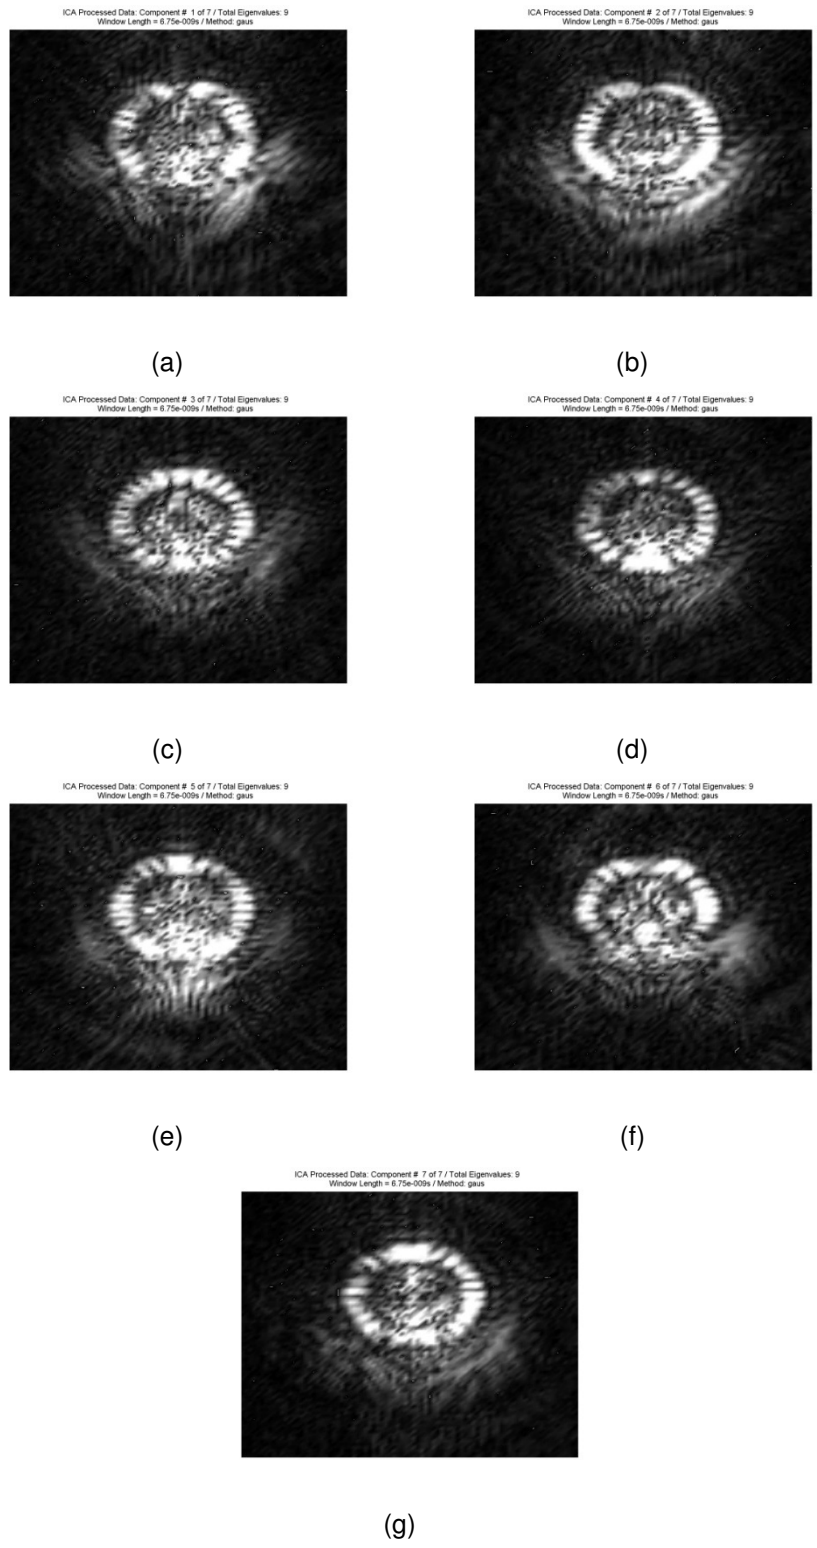 ICA Processed Data: Component # 1 of 7 / Total Eigenvalues: 9
Window Length = 6.75e-009s / Method: gaus
ICA Processed Data: Component # 2 of 7 / Total Eigenvalues: 9
Window Length = 6.75e-009s / Method: gaus
(a)
(b)
ICA Processed Data: Component # 3 of 7 / Total Eigenvalues: 9
Window Length = 6.75e-009s / Method: gaus
ICA Processed Data: Component # 4 of 7 / Total Eigenvalues: 9
Window Length = 6.75e-009s / Method: gaus
(c)
(d)
ICA Processed Data: Component # 5 of 7 / Total Eigenvalues: 9
Window Length = 6.75e-009s / Method: gaus
ICA Processed Data: Component # 6 of 7 / Total Eigenvalues: 9
Window Length = 6.75e-009s / Method: gaus
(e)
(f)
ICA Processed Data: Component # 7 of 7 / Total Eigenvalues: 9
Window Length = 6.75e-009s / Method: gaus
(g)